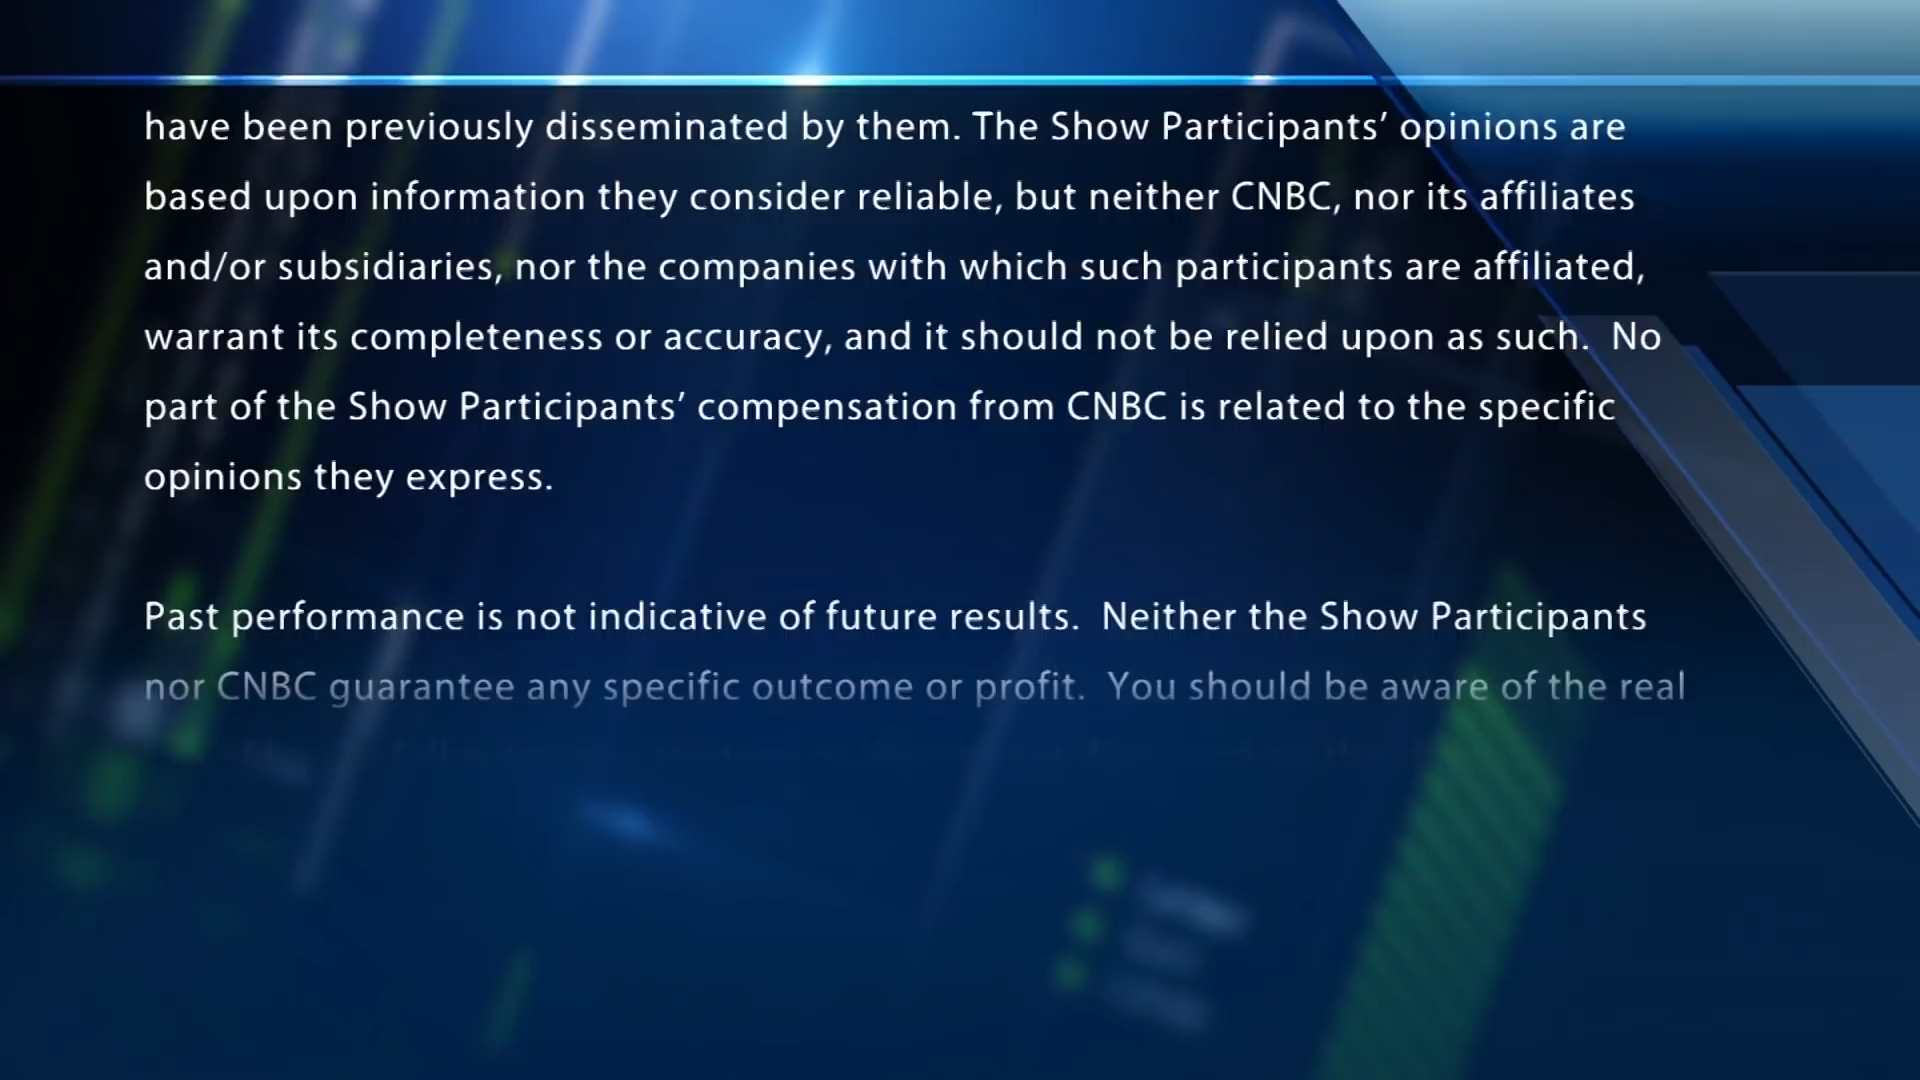 have been previously disseminated by them. The Show Participants’ opinions are
based upon information they consider reliable, but neither CNBC, nor its affiliates
and/or subsidiaries, nor the companies with which such participants are affiliated,
warrant its completeness or accuracy, and it should not be relied upon as such.  No
part of the Show Participants’ compensation from CNBC is related to the specific
opinions they express.
Past performance is not indicative of future results.  Neither the Show Participants
nor CNBC guarantee any specific outcome or profit.  You should be aware of the real